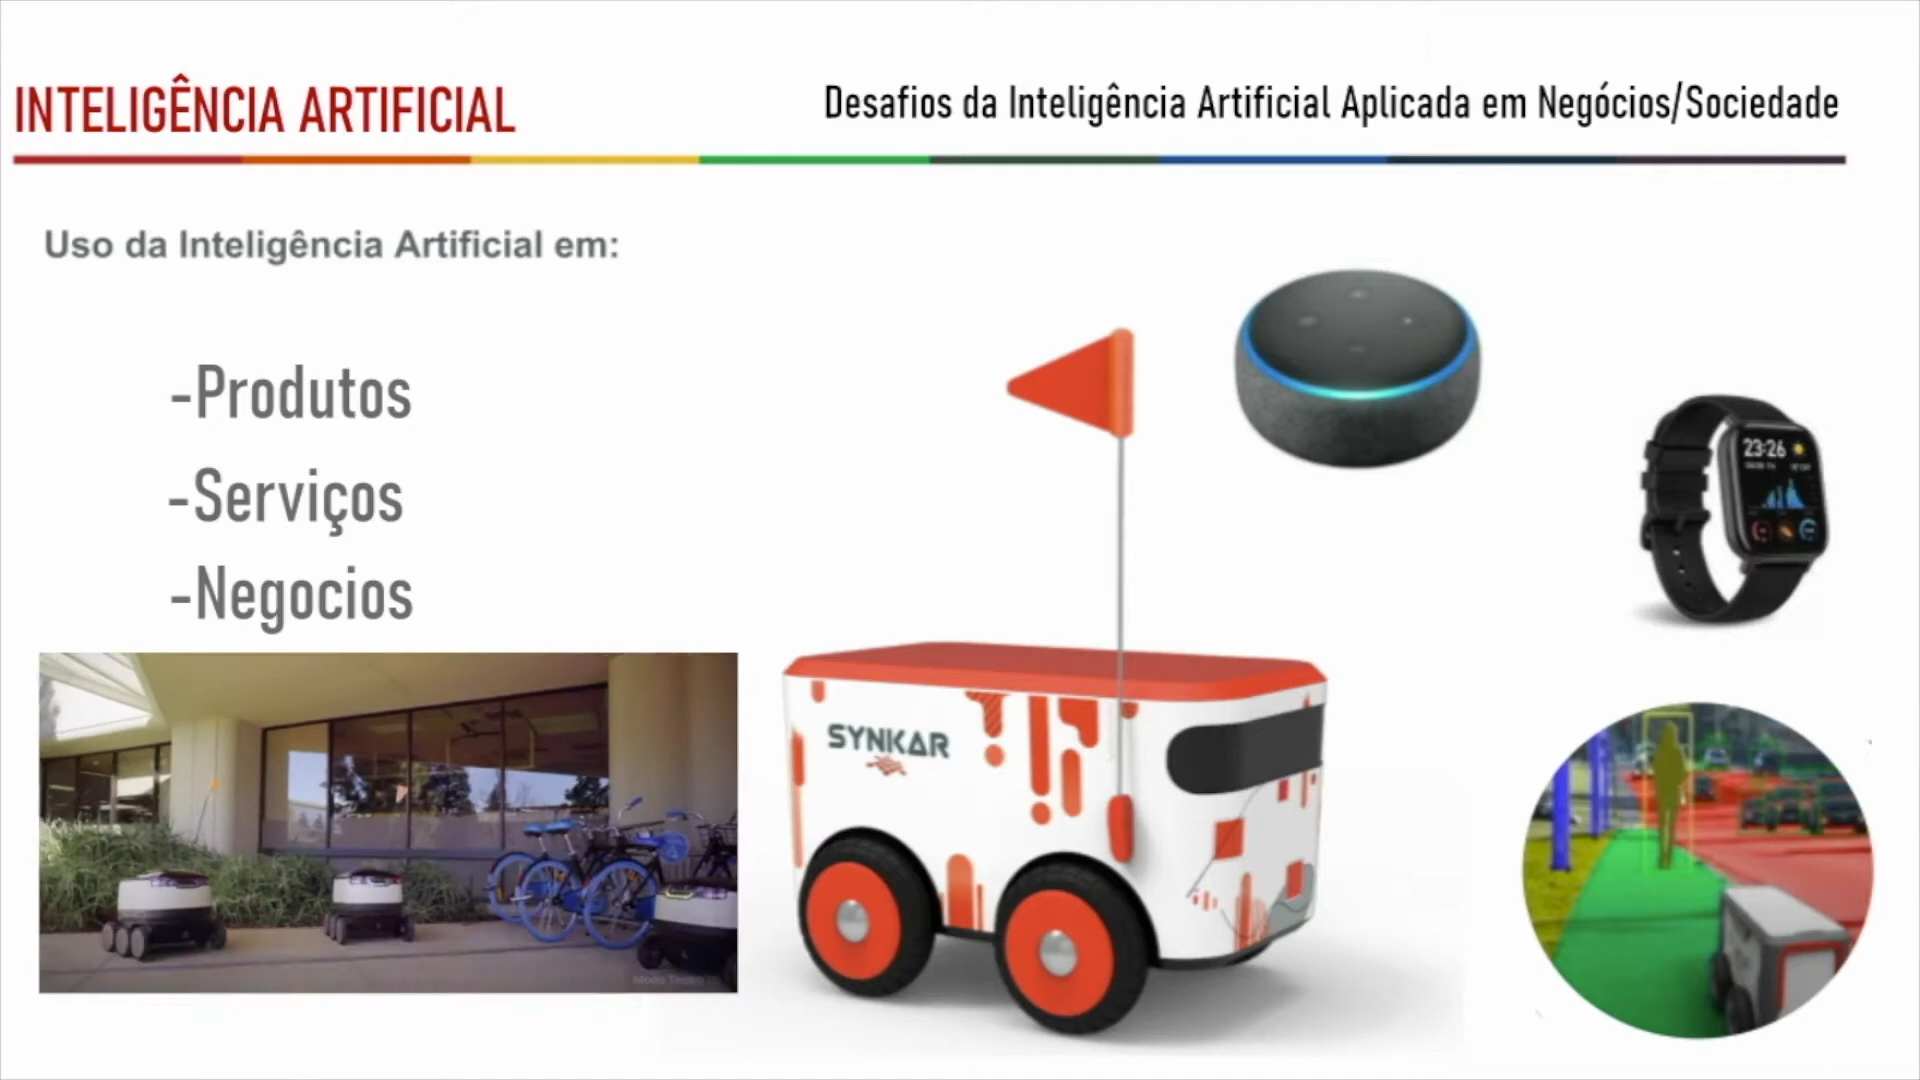 INTELIGÊNCIA ARTIFICIAL
Desafios da Inteligência Artificial Aplicada em Negócios/Sociedade
Uso da Inteligência Artificial em:
-Produtos
-Serviços
-Negocios
SYNKAR
23:26